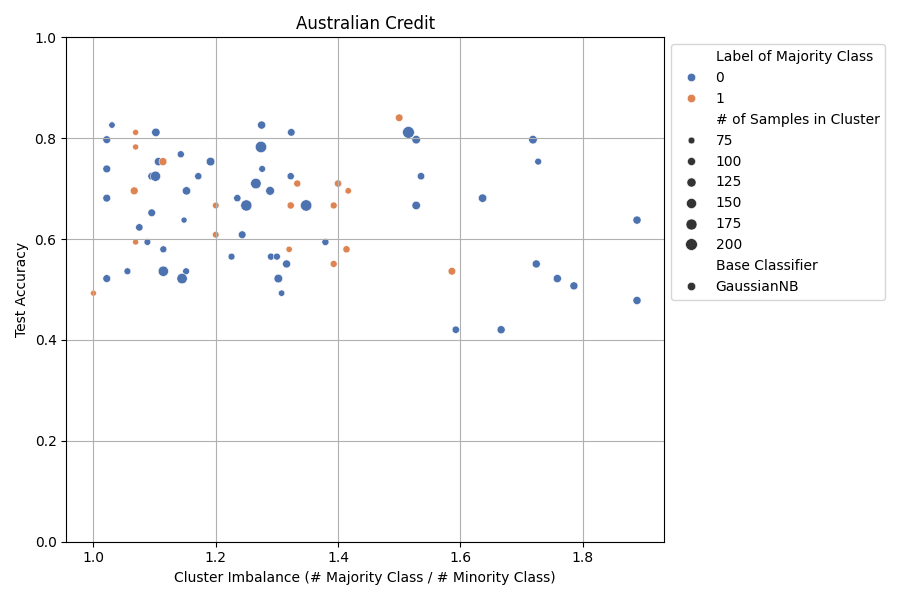 Australian Credit
Test Accuracy
1.0
0.8
0.6
0.4
0.2
0.0
1.0
1.2
1.4
1.6
1.8
Cluster Imbalance (# Majority Class / # Minority Class)
Label of Majority Class
0
1
# of Samples in Cluster
75
100
125
150
175
200
Base Classifier
GaussianNB